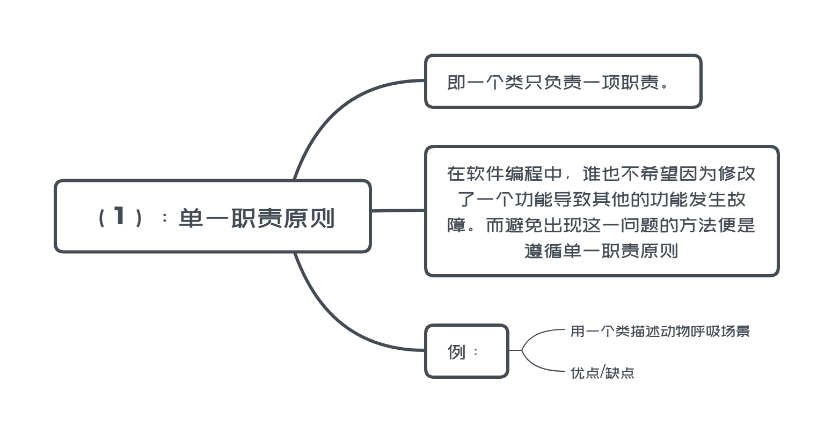 （1）：单一职责原则
即一个类只负责一项职责。
在软件编程中，谁也不希望因为修改
了一个功能导致其他的功能发生故
障。而避免出现这一问题的方法便是
遵循单一职责原则
例：
用一个类描述动物呼吸场景
优点/缺点